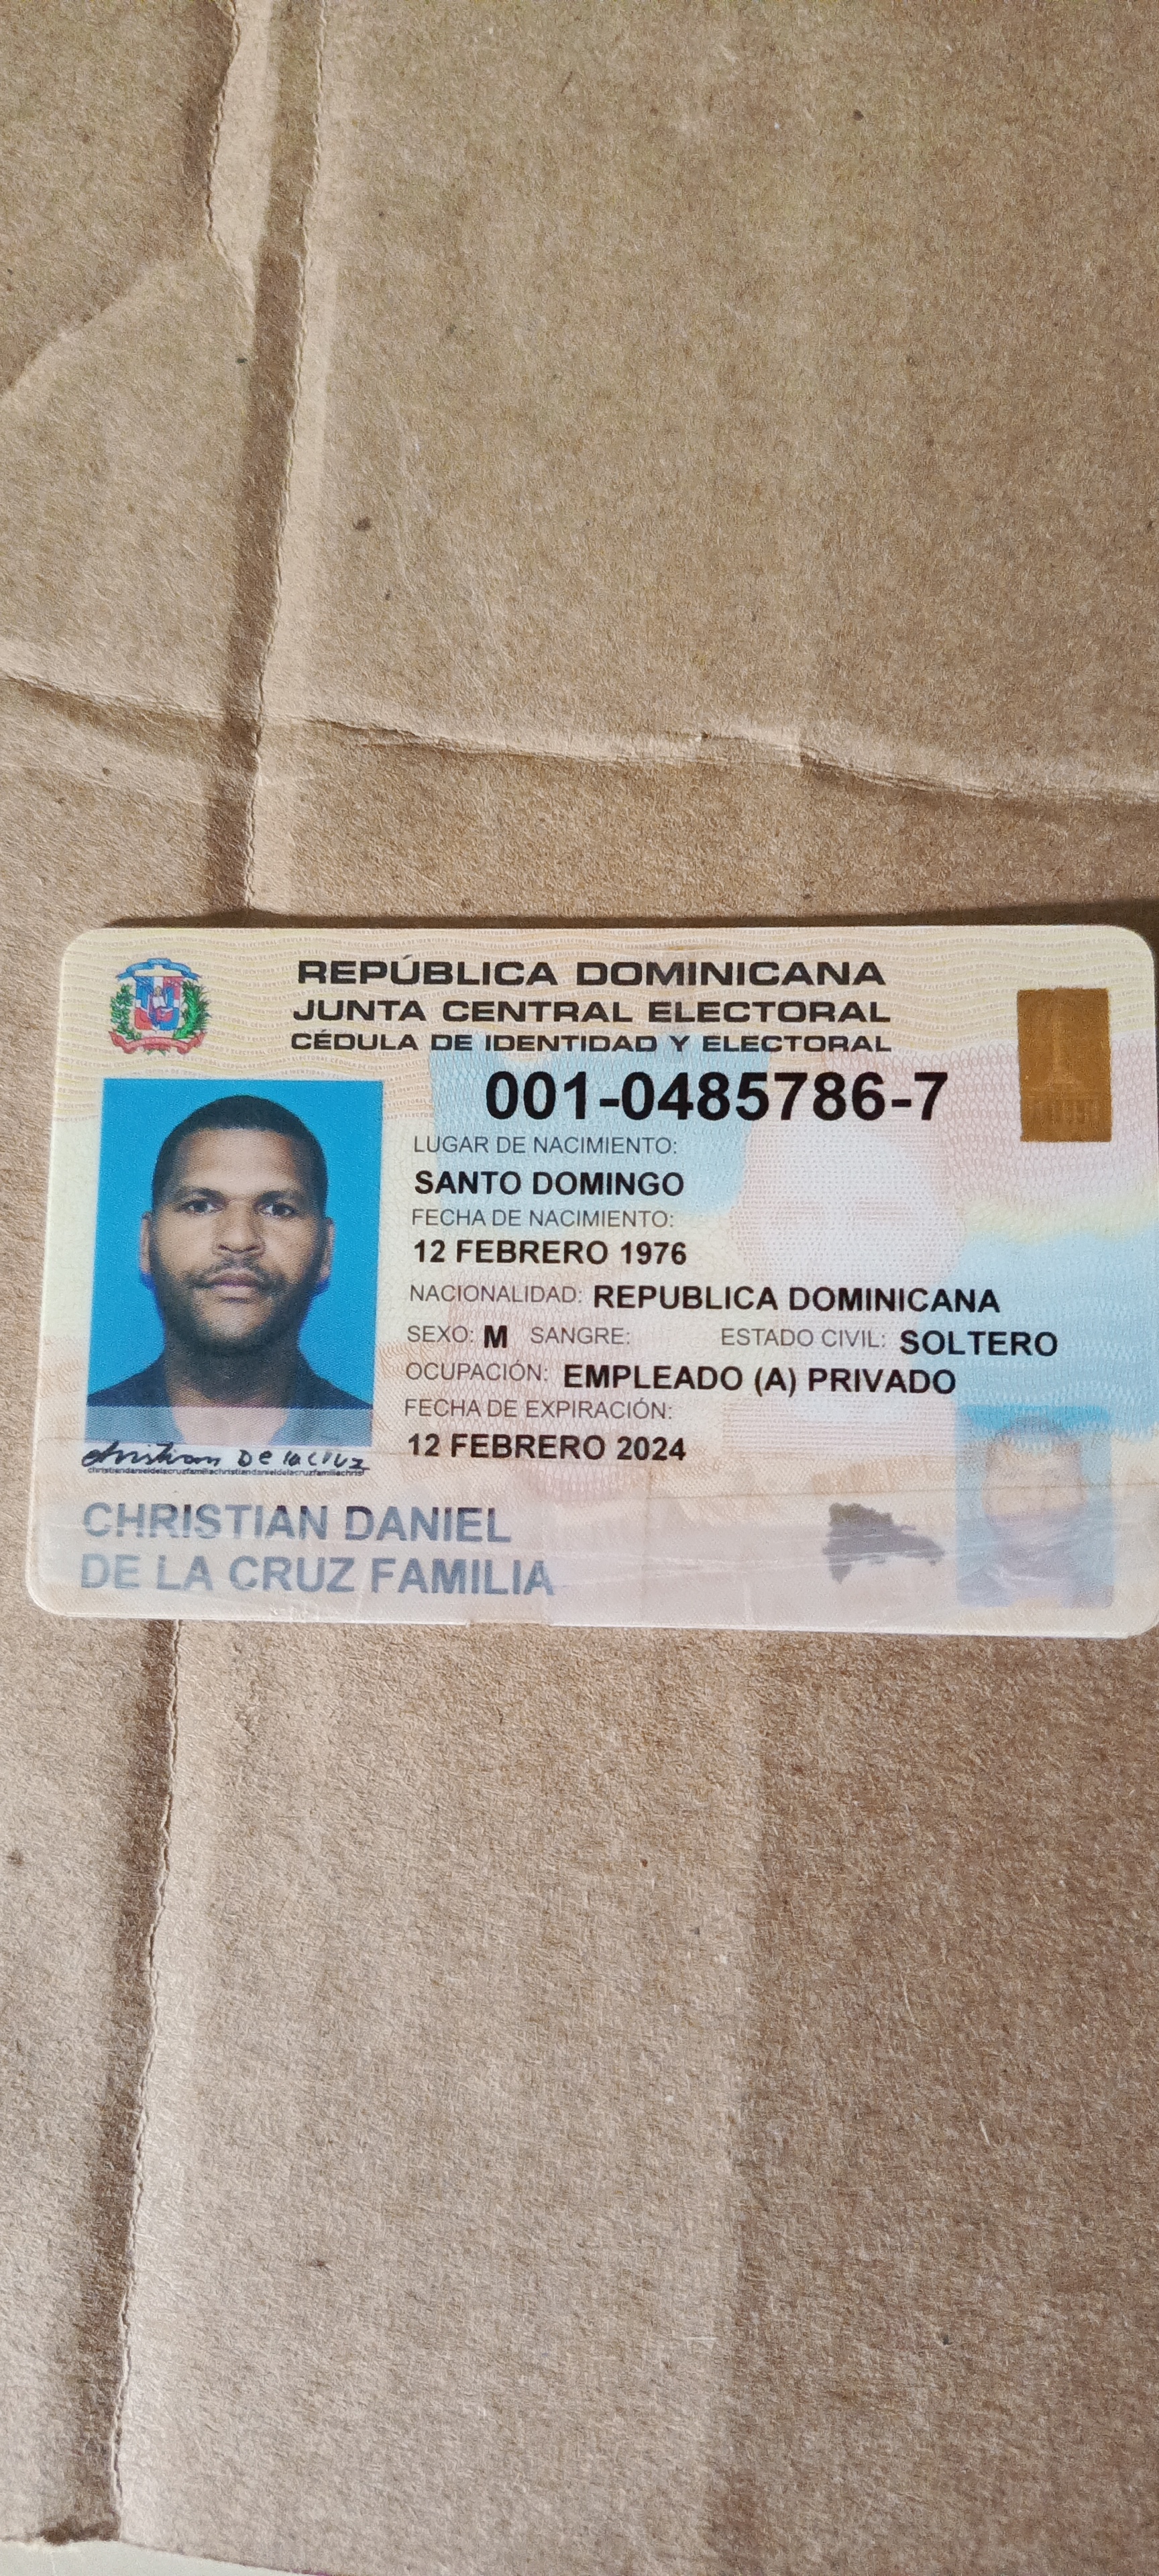 REPÚBLICA DOMINICANA
JUNTA CENTRAL ELECTORAL
CÉDULA DE IDENTIDAD Y ELECTORAL
001-0485786-7
LUGAR DE NACIMIENTO:
SANTO DOMINGO
FECHA DE NACIMIENTO:
12 FEBRERO 1976
NACIONALIDAD: REPUBLICA DOMINICANA
SEXO: M SANGRE: ESTADO CIVIL: SOLTERO
OCUPACIÓN: EMPLEADO (A) PRIVADO
FECHA DE EXPIRACIÓN:
12 FEBRERO 2024
christian De la cruz
christiandanieldelacruzfamiliachristiandanieldelacruzfamiliachrist
CHRISTIAN DANIEL
DE LA CRUZ FAMILIA